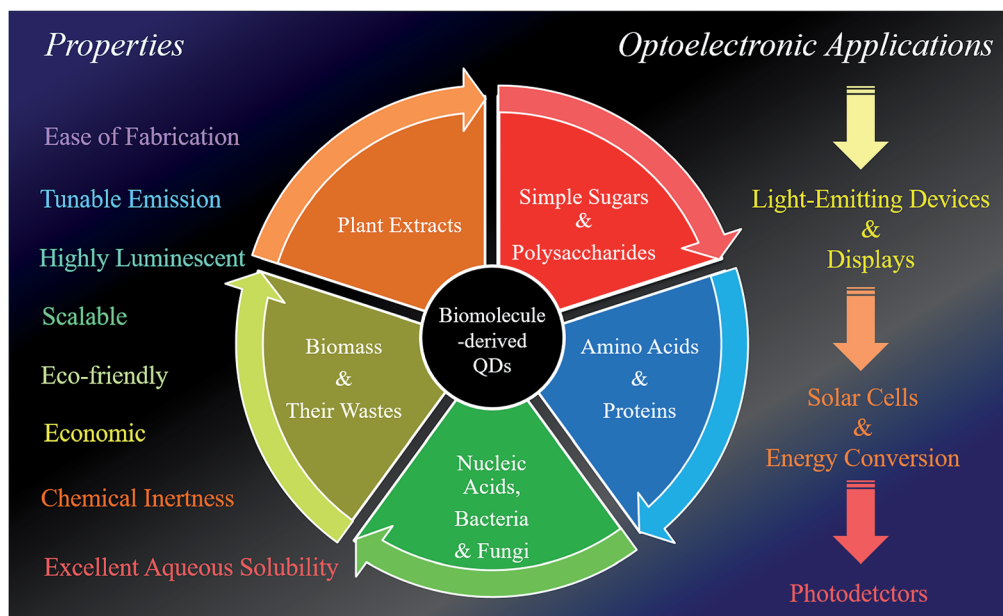 Properties
Optoelectronic Applications
Ease of Fabrication
Tunable Emission
Highly Luminescent
Scalable
Eco-friendly
Economic
Chemical Inertness
Excellent Aqueous Solubility
Plant Extracts
Simple Sugars
&
Polysaccharides
Biomolecule
-derived
QDs
Biomass
&
Their Wastes
Amino Acids
&
Proteins
Nucleic
Acids,
Bacteria
& Fungi
Light-Emitting Devices
&
Displays
Solar Cells
&
Energy Conversion
Photodetctors